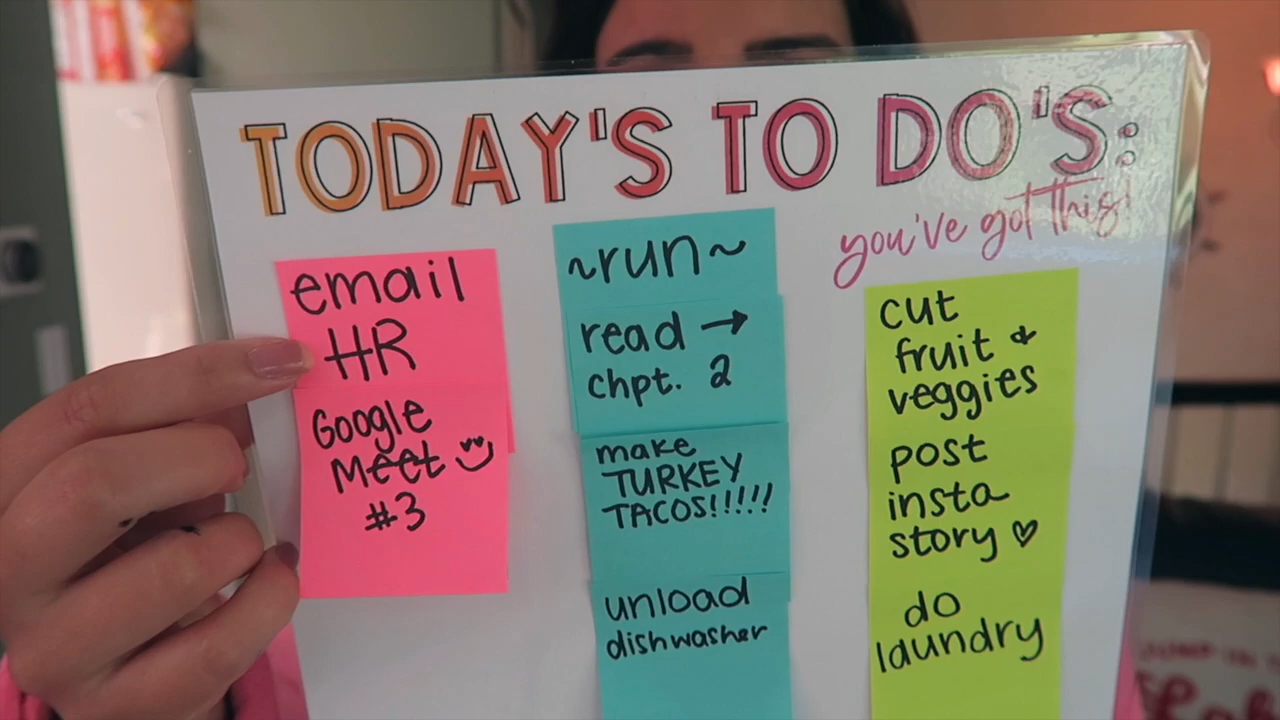 TODAY'S TO DO'S:
you've got this!
email
HR
Google
Meet
#3
~run~
read →
chpt. 2
make
TURKEY
TACOS!!!!!
unload
dishwasher
cut
fruit &
veggies
post
insta
story ♡
do
laundry